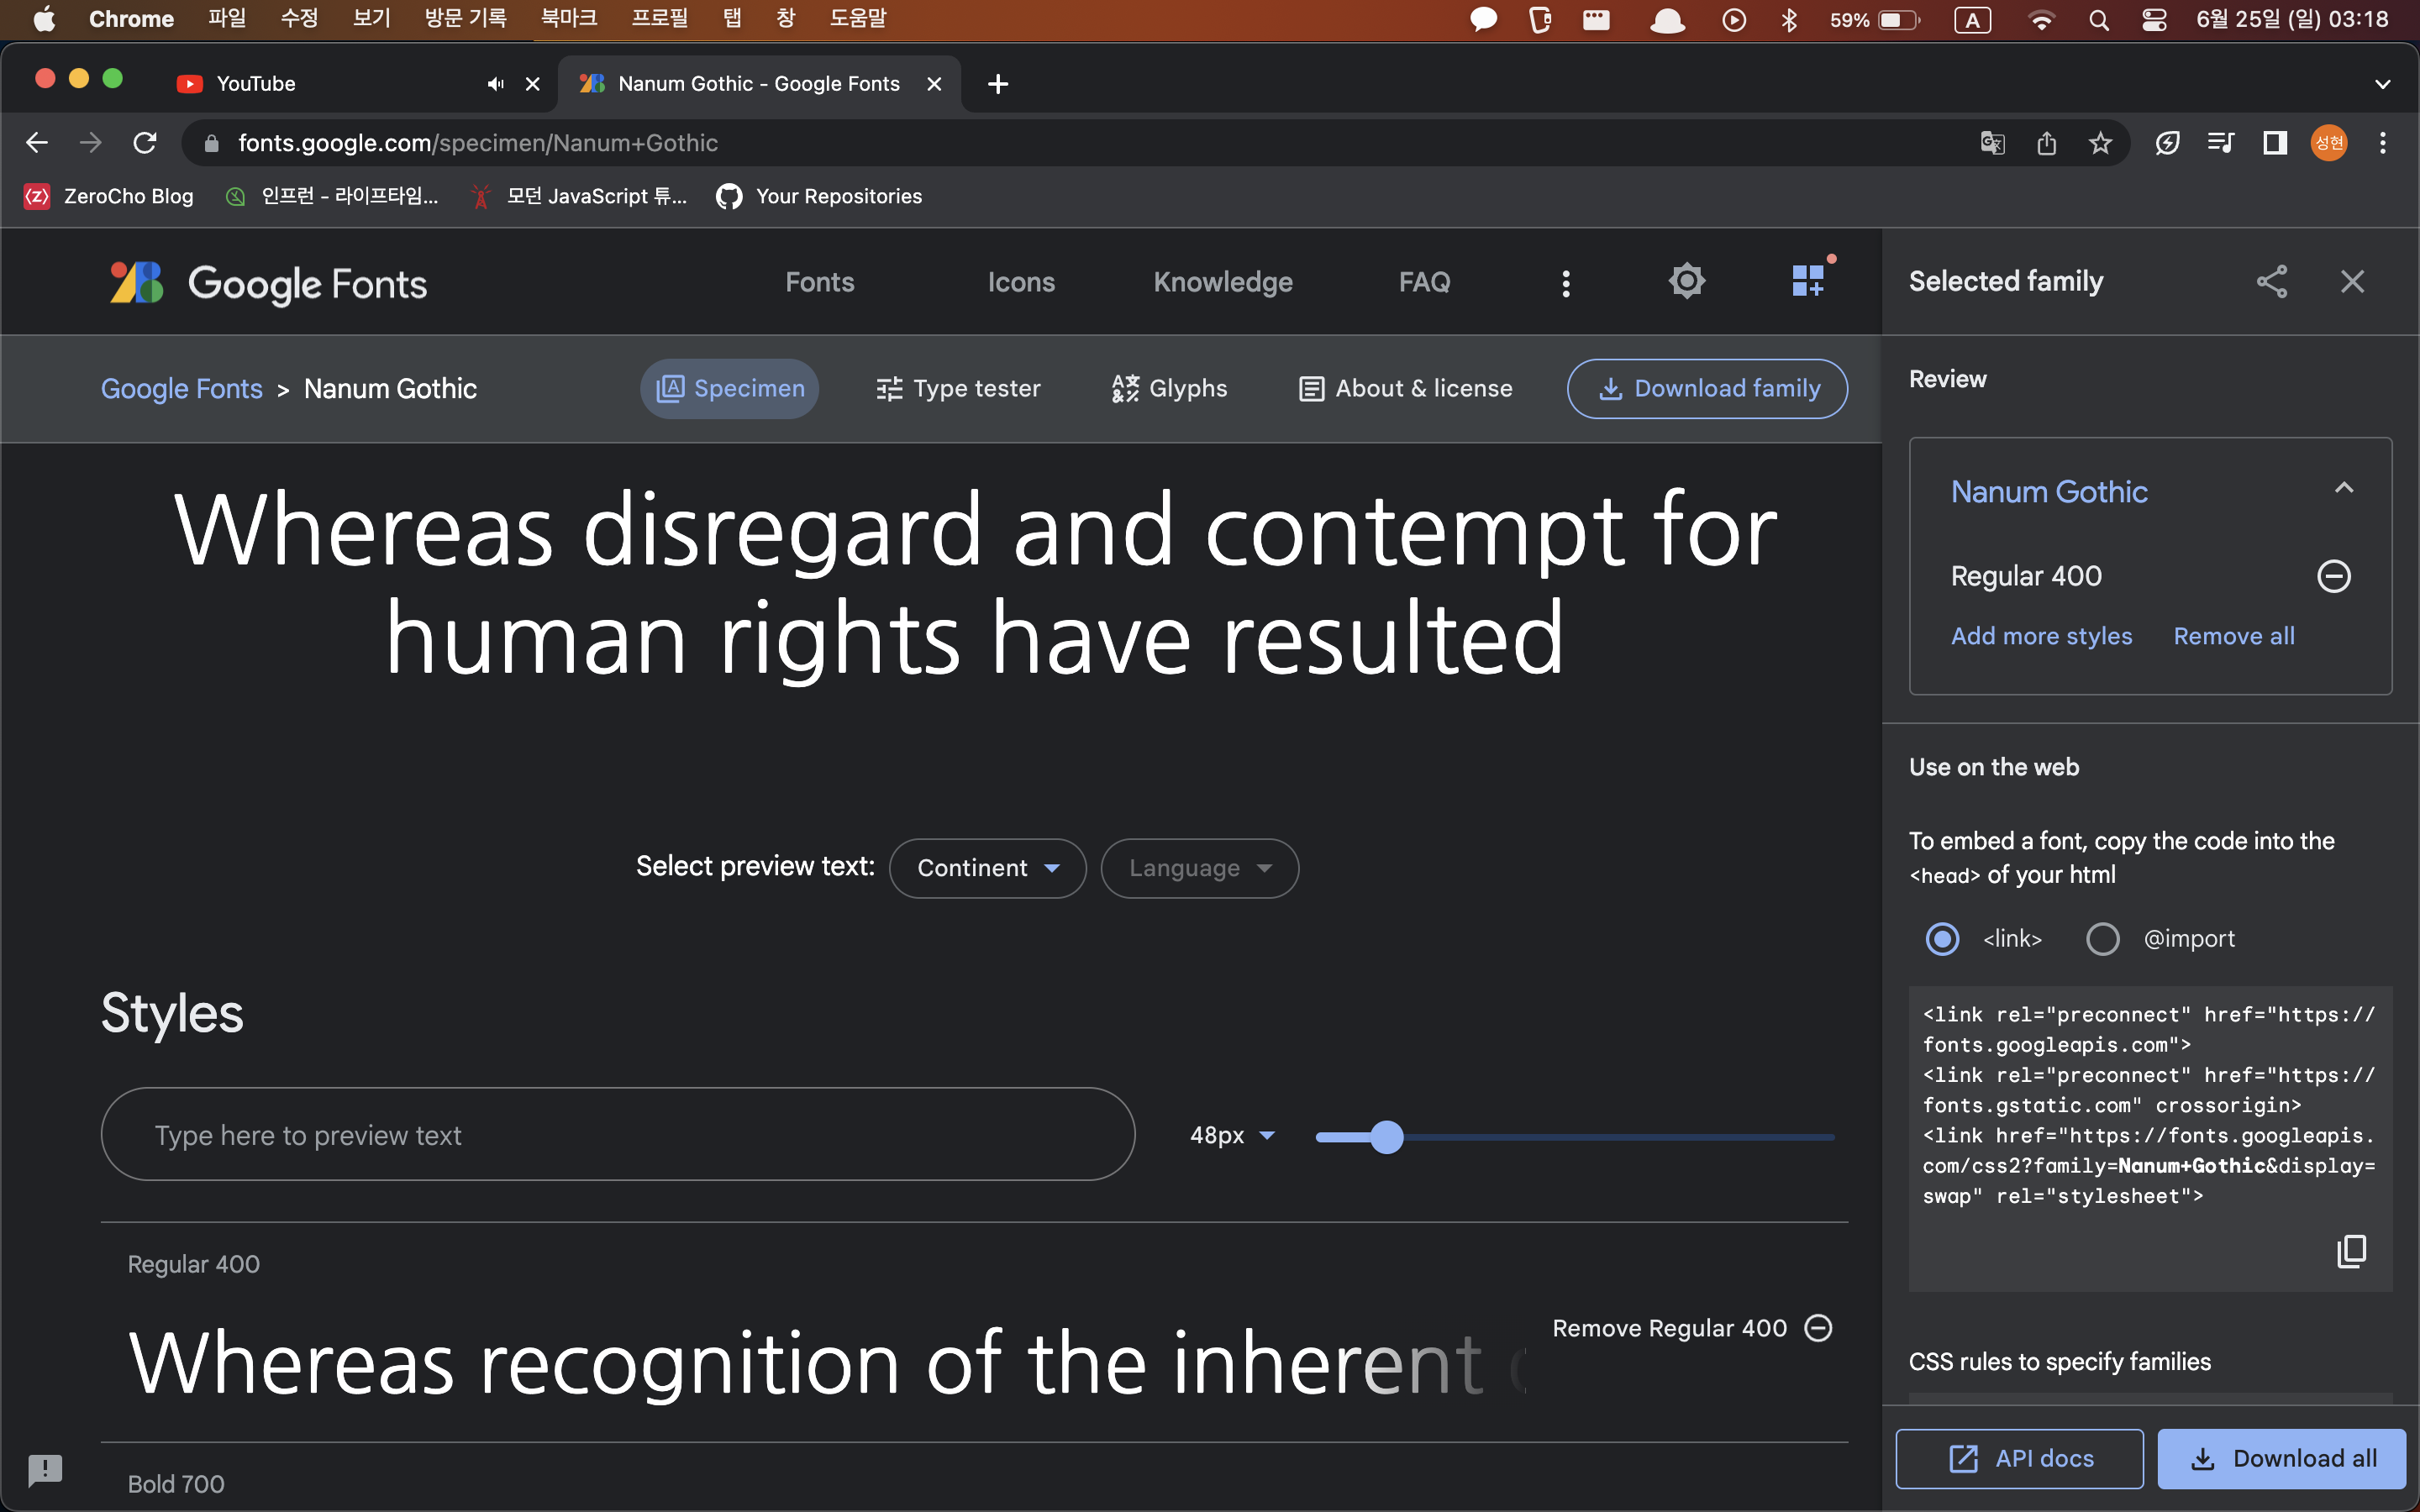 Chrome 파일 수정 보기 방문 기록 북마크 프로필 탭 창 도움말 59% A 6월 25일 (일) 03:18
YouTube
Nanum Gothic - Google Fonts
fonts.google.com/specimen/Nanum+Gothic
성현
ZeroCho Blog
인프런 - 라이프타임...
모던 JavaScript 튜...
Your Repositories
Google Fonts
Fonts Icons Knowledge FAQ
Google Fonts > Nanum Gothic
Specimen Type tester Glyphs About & license Download family
Whereas disregard and contempt for
human rights have resulted
Select preview text: Continent Language
Styles
Type here to preview text
48px
Regular 400
Whereas recognition of the inherent
Remove Regular 400
Bold 700
Selected family
Review
Nanum Gothic
Regular 400
Add more styles Remove all
Use on the web
To embed a font, copy the code into the
<head> of your html
<link> @import
<link rel="preconnect" href="https://
fonts.googleapis.com">
<link rel="preconnect" href="https://
fonts.gstatic.com" crossorigin>
<link href="https://fonts.googleapis.
com/css2?family=Nanum+Gothic&display=
swap" rel="stylesheet">
CSS rules to specify families
API docs
Download all